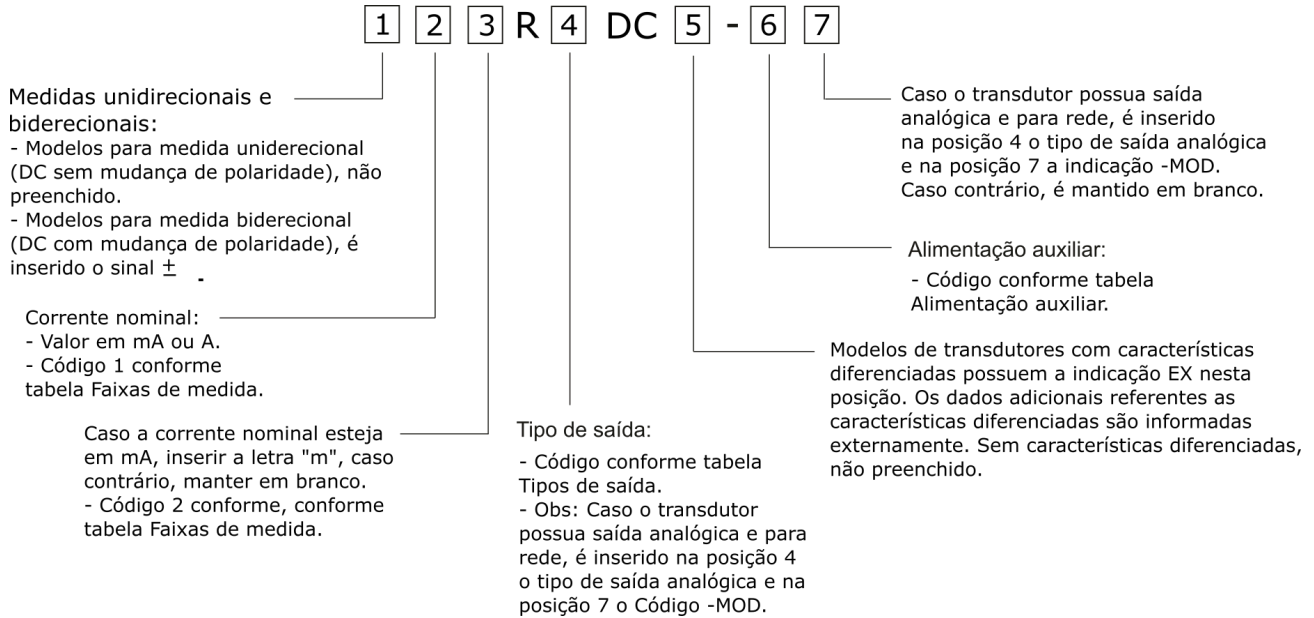 1 2 3 R 4 DC 5 - 6 7
Medidas unidirecionais e
biderecionais:
- Modelos para medida uniderecional
(DC sem mudança de polaridade), não
preenchido.
- Modelos para medida biderecional
(DC com mudança de polaridade), é
inserido o sinal ± -
Corrente nominal:
- Valor em mA ou A.
- Código 1 conforme
tabela Faixas de medida.
Caso a corrente nominal esteja
em mA, inserir a letra "m", caso
contrário, manter em branco.
- Código 2 conforme, conforme
tabela Faixas de medida.
Tipo de saída:
- Código conforme tabela
Tipos de saída.
- Obs: Caso o transdutor
possua saída analógica e para
rede, é inserido na posição 4
o tipo de saída analógica e na
posição 7 o Código -MOD.
Modelos de transdutores com características
diferenciadas possuem a indicação EX nesta
posição. Os dados adicionais referentes as
características diferenciadas são informadas
externamente. Sem características diferenciadas,
não preenchido.
Alimentação auxiliar:
- Código conforme tabela
Alimentação auxiliar.
Caso o transdutor possua saída
analógica e para rede, é inserido
na posição 4 o tipo de saída analógica
e na posição 7 a indicação -MOD.
Caso contrário, é mantido em branco.